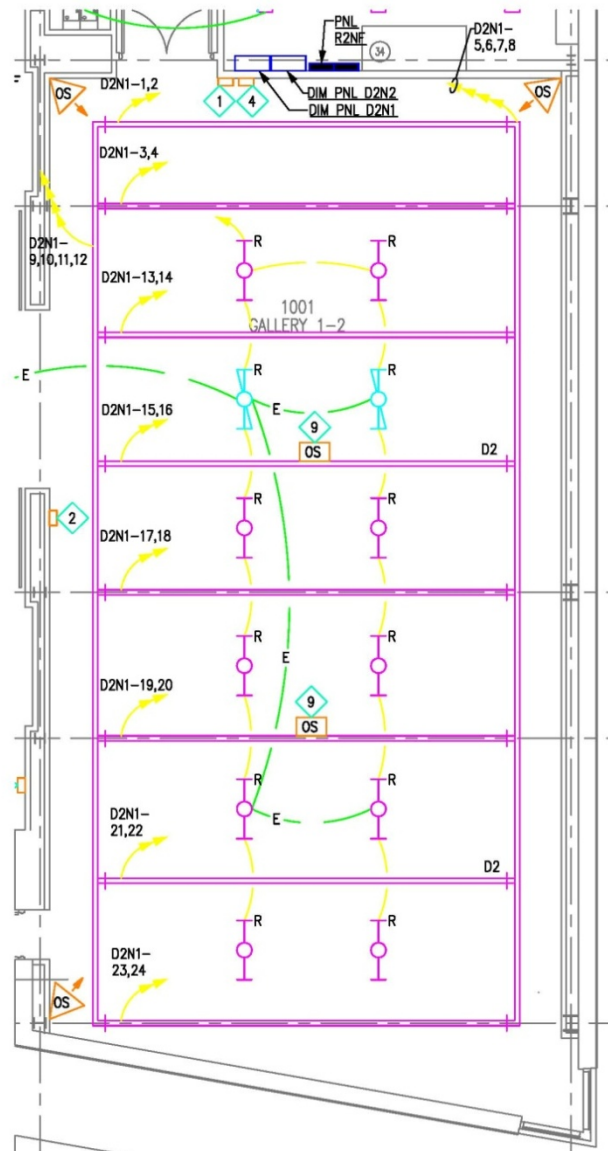 PNL
R2NF
34
D2N1-
5,6,7,8
OS
D2N1-1,2
1
4
DIM PNL D2N2
DIM PNL D2N1
OS
D2N1-3,4
D2N1-
9,10,11,12
R
R
D2N1-13,14
1001
GALLERY 1-2
E
R
R
E
D2N1-15,16
9
OS
D2
R
R
2
D2N1-17,18
R
R
E
D2N1-19,20
9
OS
R
R
D2N1-
21,22
E
D2
R
R
D2N1-
23,24
OS